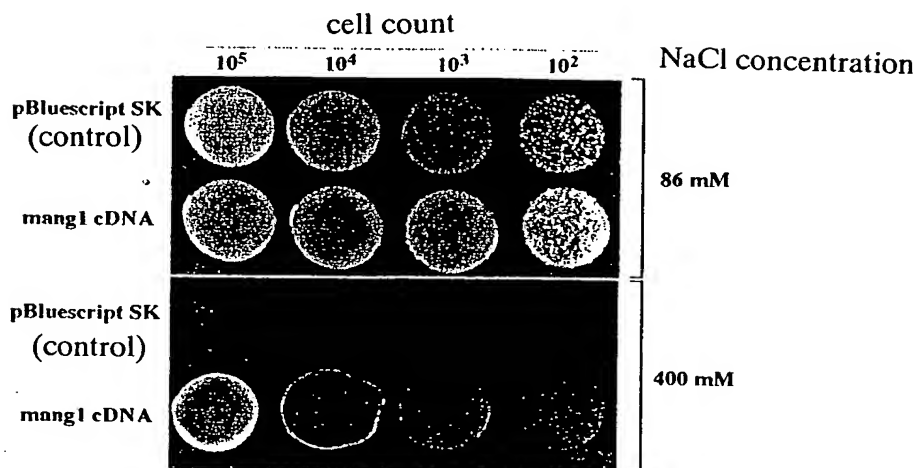 cell count
10⁵ 10⁴ 10³ 10² NaCl concentration
pBluescript SK
(control)
86 mM
mang1 cDNA
pBluescript SK
(control)
400 mM
mang1 cDNA